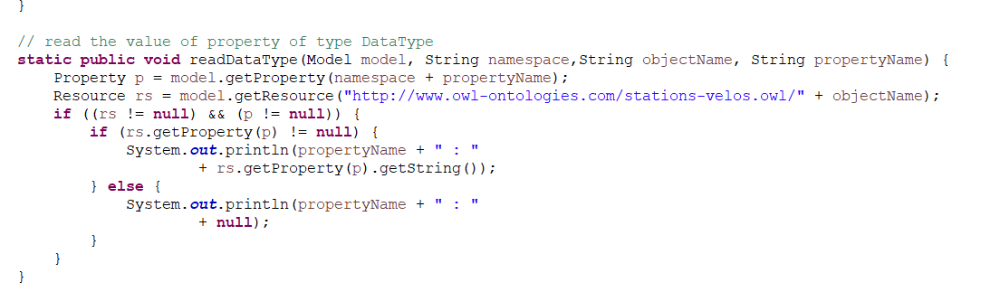 }
// read the value of property of type DataType
static public void readDataType(Model model, String namespace,String objectName, String propertyName) {
Property p = model.getProperty(namespace + propertyName);
Resource rs = model.getResource("http://www.owl-ontologies.com/stations-velos.owl/" + objectName);
if ((rs != null) && (p != null)) {
if (rs.getProperty(p) != null) {
System.out.println(propertyName + " : "
+ rs.getProperty(p).getString());
} else {
System.out.println(propertyName + " : "
+ null);
}
}
}